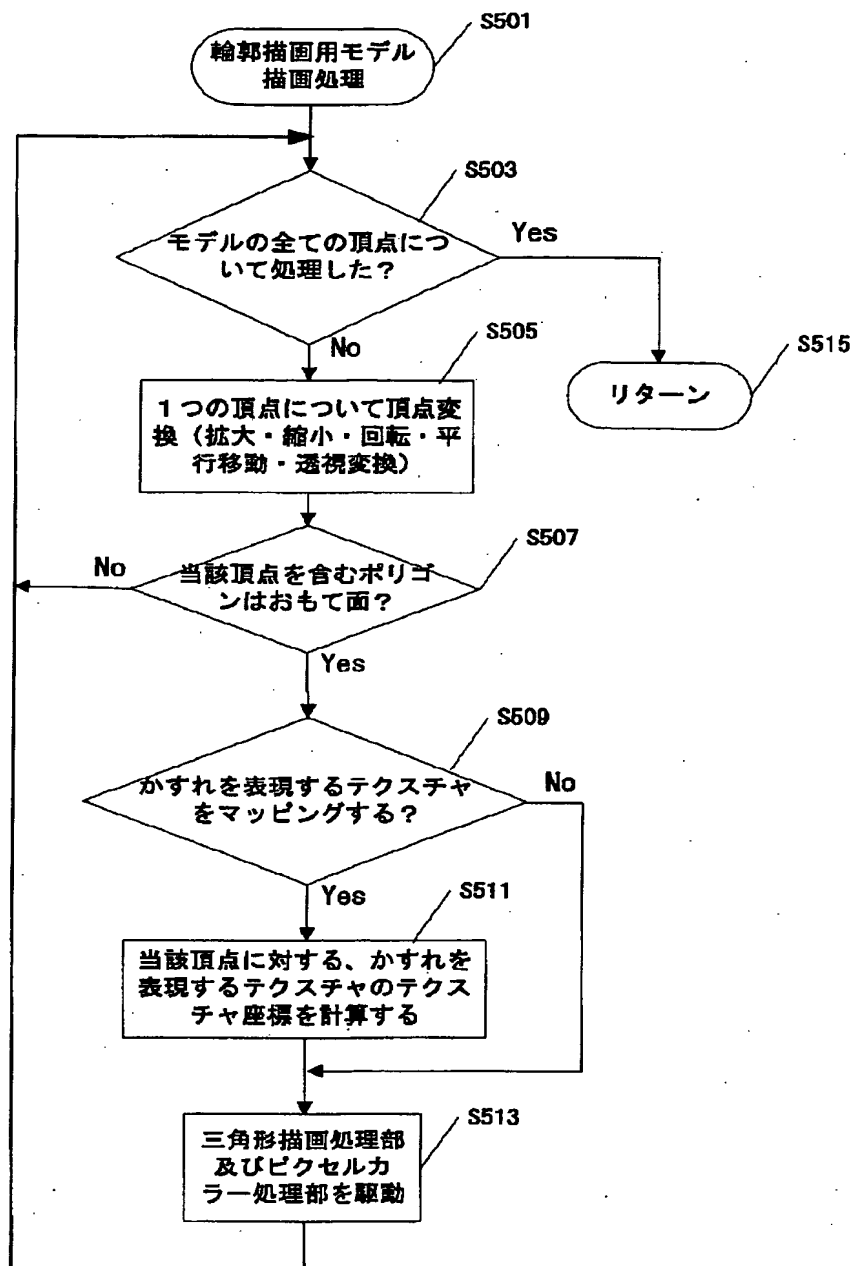 S501
輪郭描画用モデル
描画処理
S503
モデルの全ての頂点につ
いて処理した？
Yes
No
S505
S515
リターン
１つの頂点について頂点変
換（拡大・縮小・回転・平
行移動・透視変換）
S507
No
当該頂点を含むポリゴ
ンはおもて面？
Yes
S509
かすれを表現するテクスチャ
をマッピングする？
No
Yes
S511
当該頂点に対する、かすれを
表現するテクスチャのテクス
チャ座標を計算する
S513
三角形描画処理部
及びピクセルカ
ラー処理部を駆動